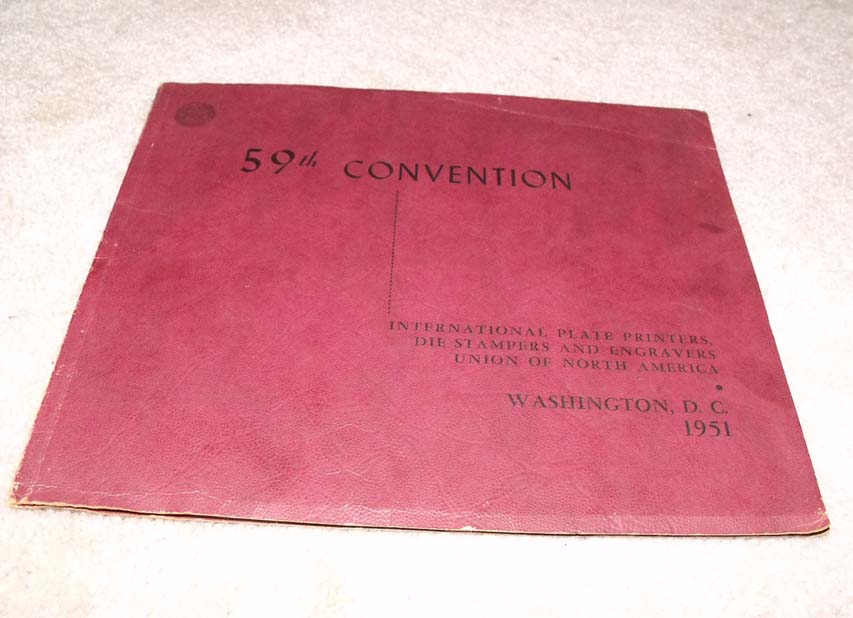 59th CONVENTION
INTERNATIONAL PLATE PRINTERS,
DIE STAMPERS AND ENGRAVERS
UNION OF NORTH AMERICA
•
WASHINGTON, D. C.
1951